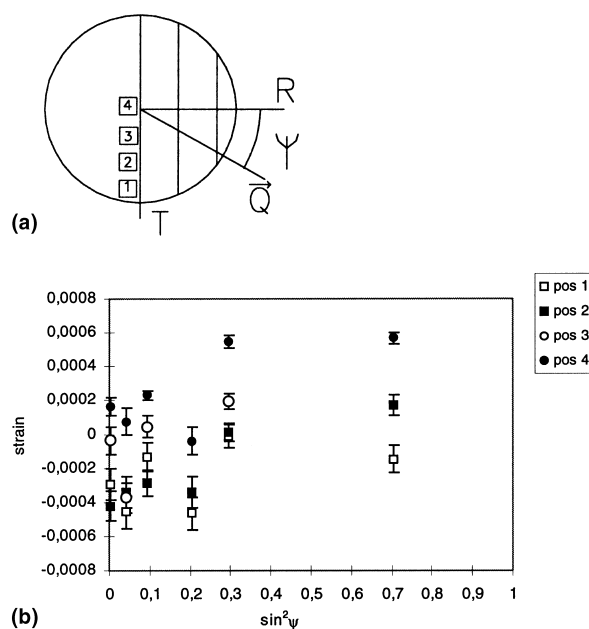 4
3
2
1
R
Ψ
Q
T
(a)
0,0008
0,0006
0,0004
0,0002
0
-0,0002
-0,0004
-0,0006
-0,0008
strain
0 0,1 0,2 0,3 0,4 0,5 0,6 0,7 0,8 0,9 1
sin²ψ
pos 1
pos 2
pos 3
pos 4
(b)